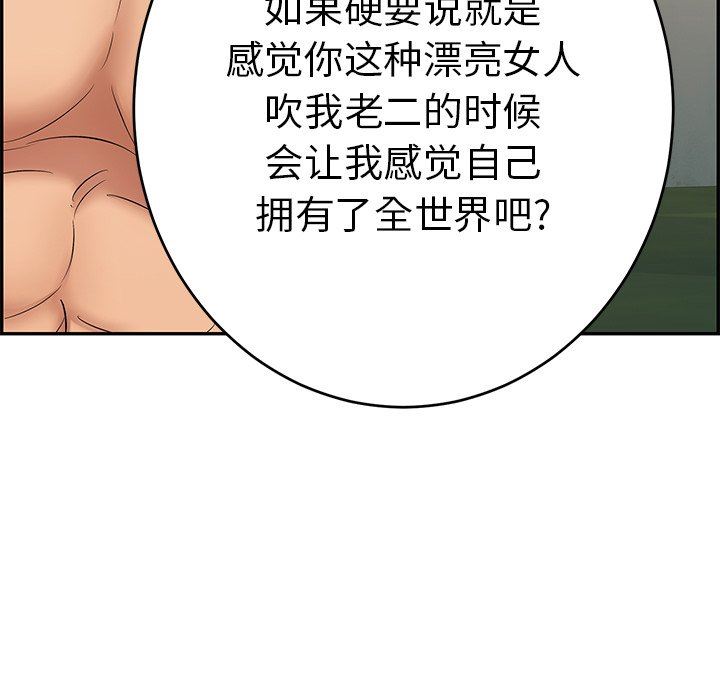 如果硬要说就是
感觉你这种漂亮女人
吹我老二的时候
会让我感觉自己
拥有了全世界吧?